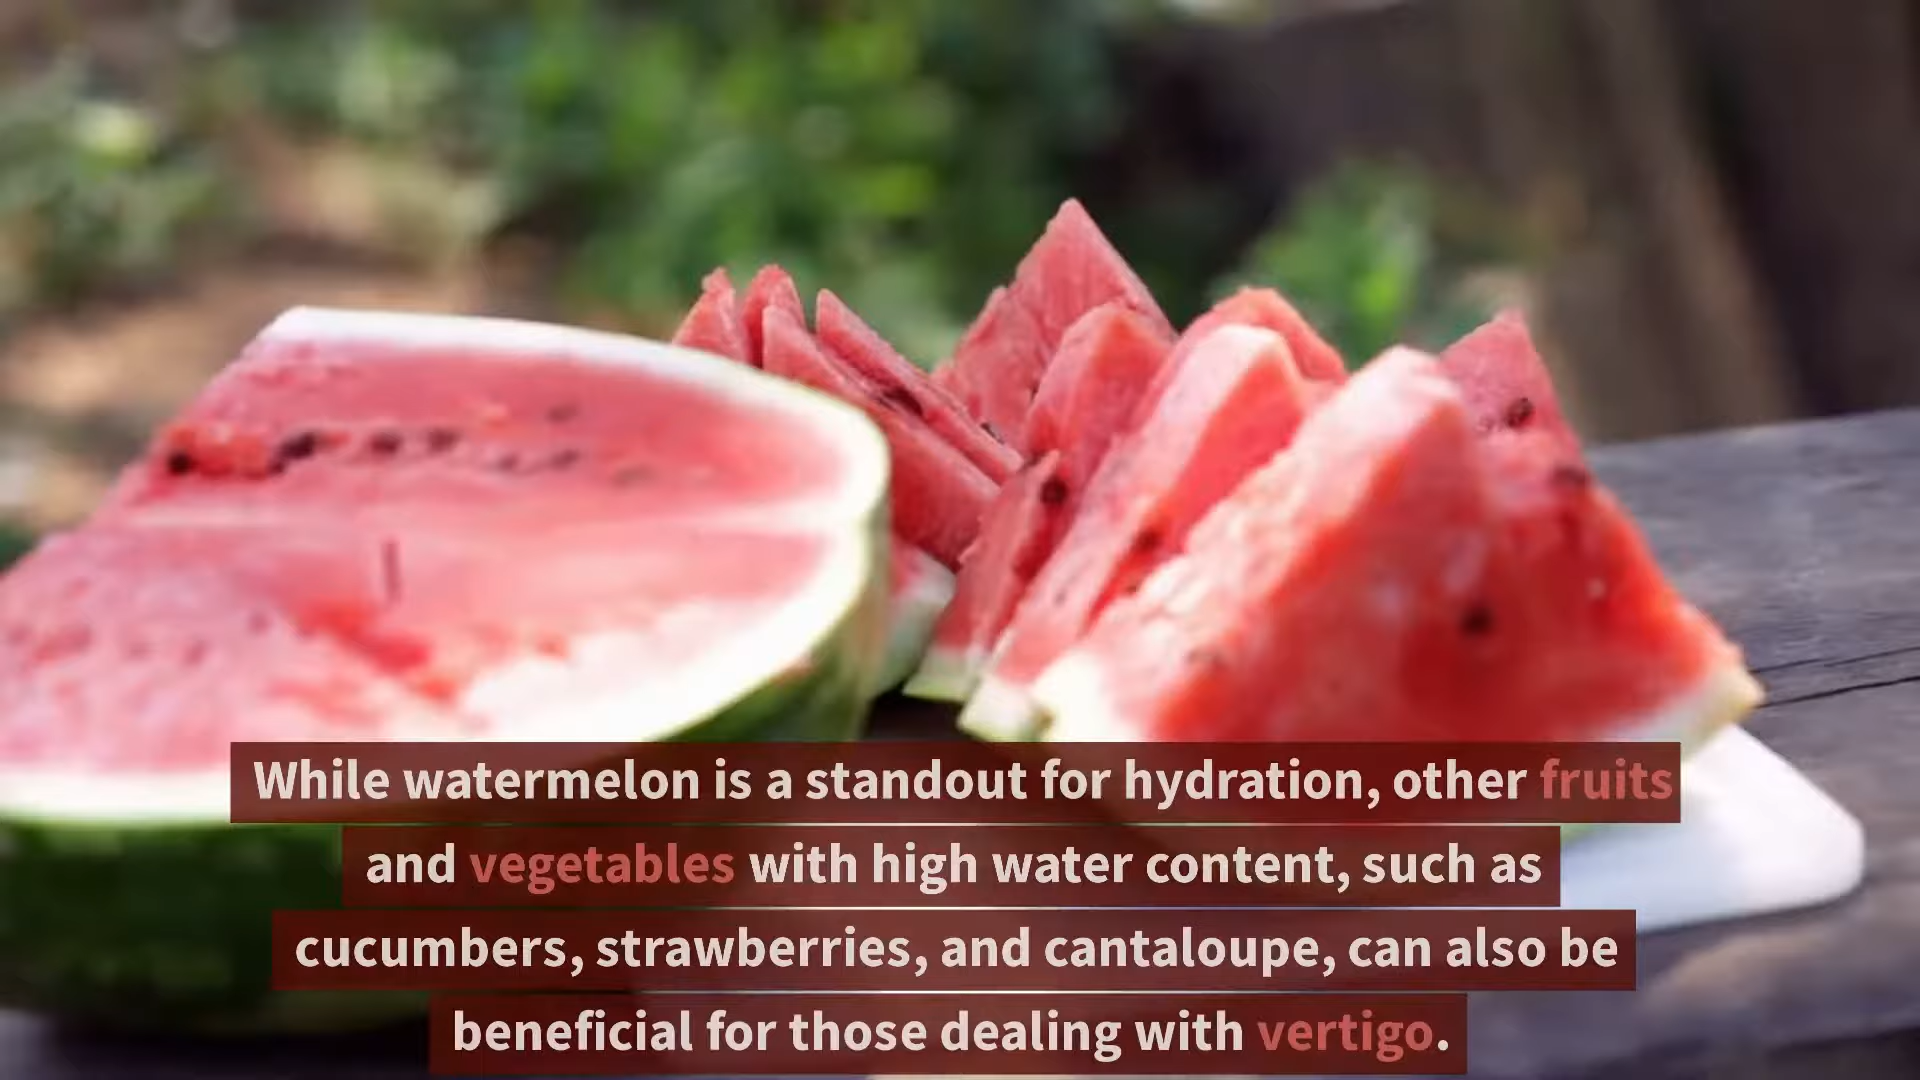 While watermelon is a standout for hydration, other fruits
and vegetables with high water content, such as
cucumbers, strawberries, and cantaloupe, can also be
beneficial for those dealing with vertigo.